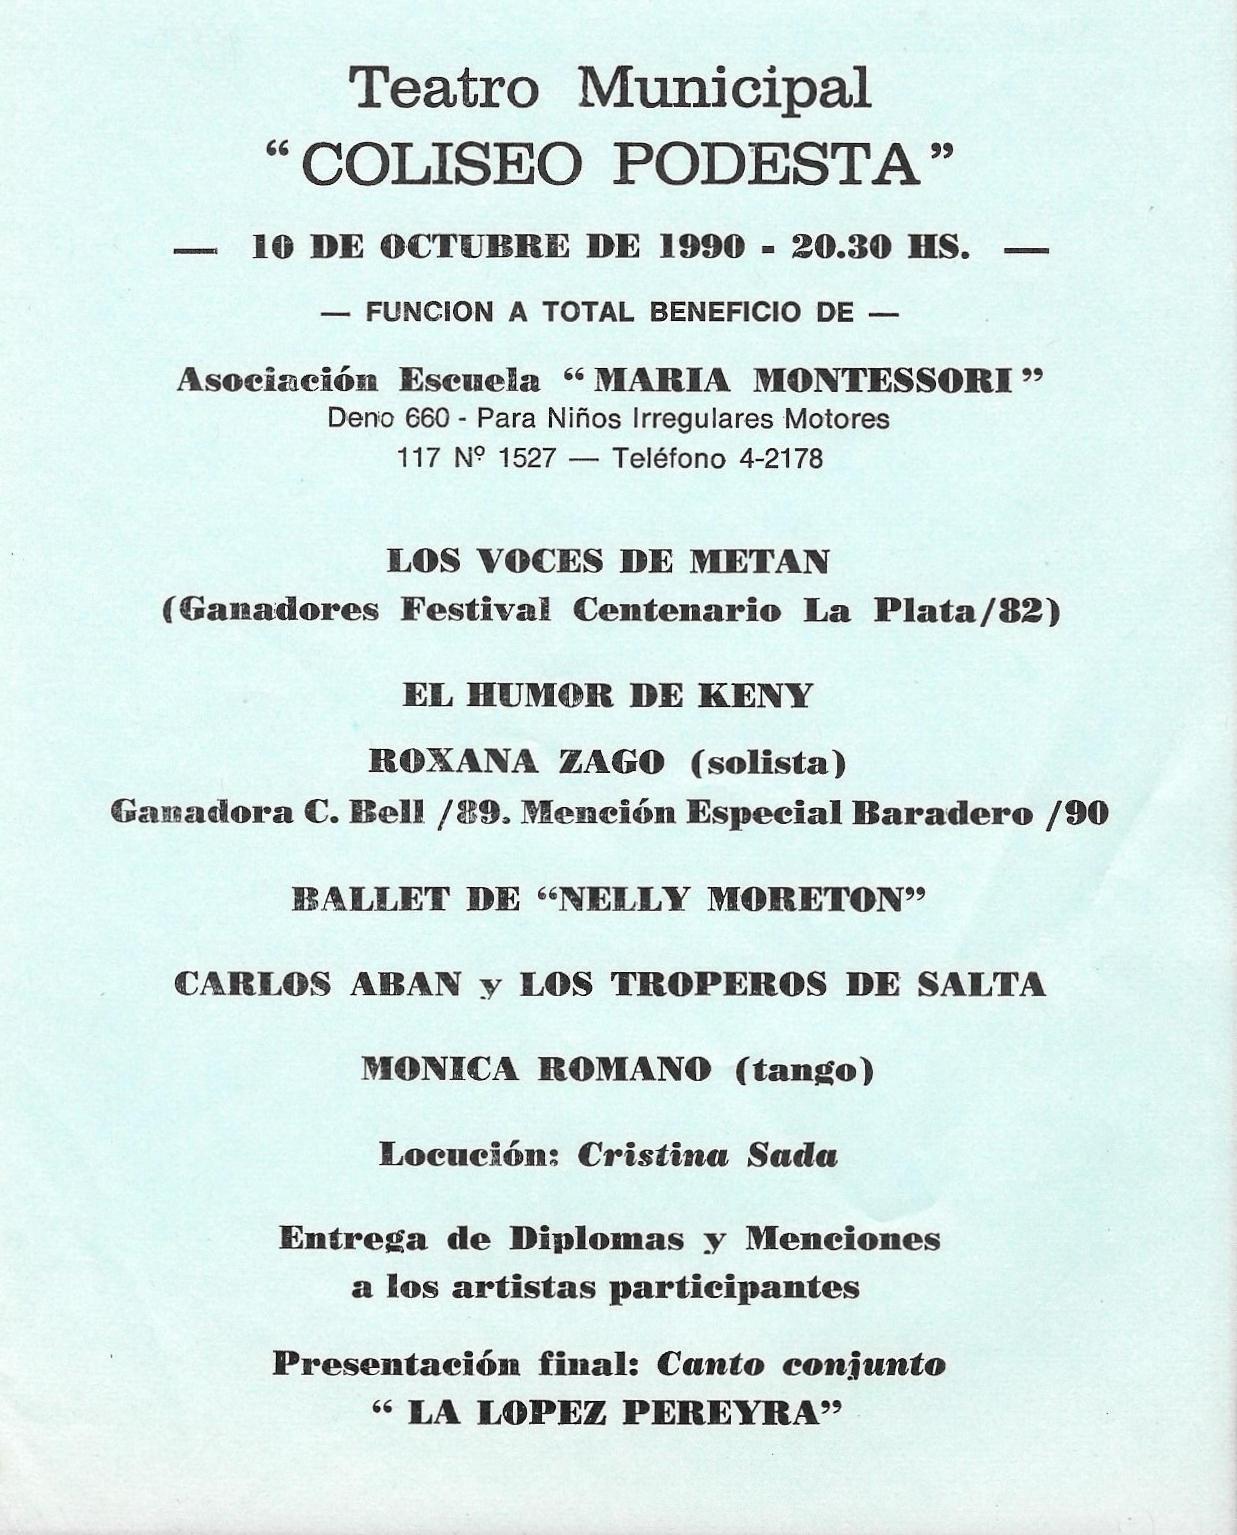 Teatro Municipal
“COLISEO PODESTA”
— 10 DE OCTUBRE DE 1990 - 20.30 HS. —
— FUNCION A TOTAL BENEFICIO DE —
Asociación Escuela “MARIA MONTESSORI”
Deno 660 - Para Niños Irregulares Motores
117 Nº 1527 — Teléfono 4-2178
LOS VOCES DE METAN
(Ganadores Festival Centenario La Plata/82)
EL HUMOR DE KENY
ROXANA ZAGO (solista)
Ganadora C. Bell /89. Mención Especial Baradero /90
BALLET DE “NELLY MORETON”
CARLOS ABAN y LOS TROPEROS DE SALTA
MONICA ROMANO (tango)
Locución: Cristina Sada
Entrega de Diplomas y Menciones
a los artistas participantes
Presentación final: Canto conjunto
“ LA LOPEZ PEREYRA”